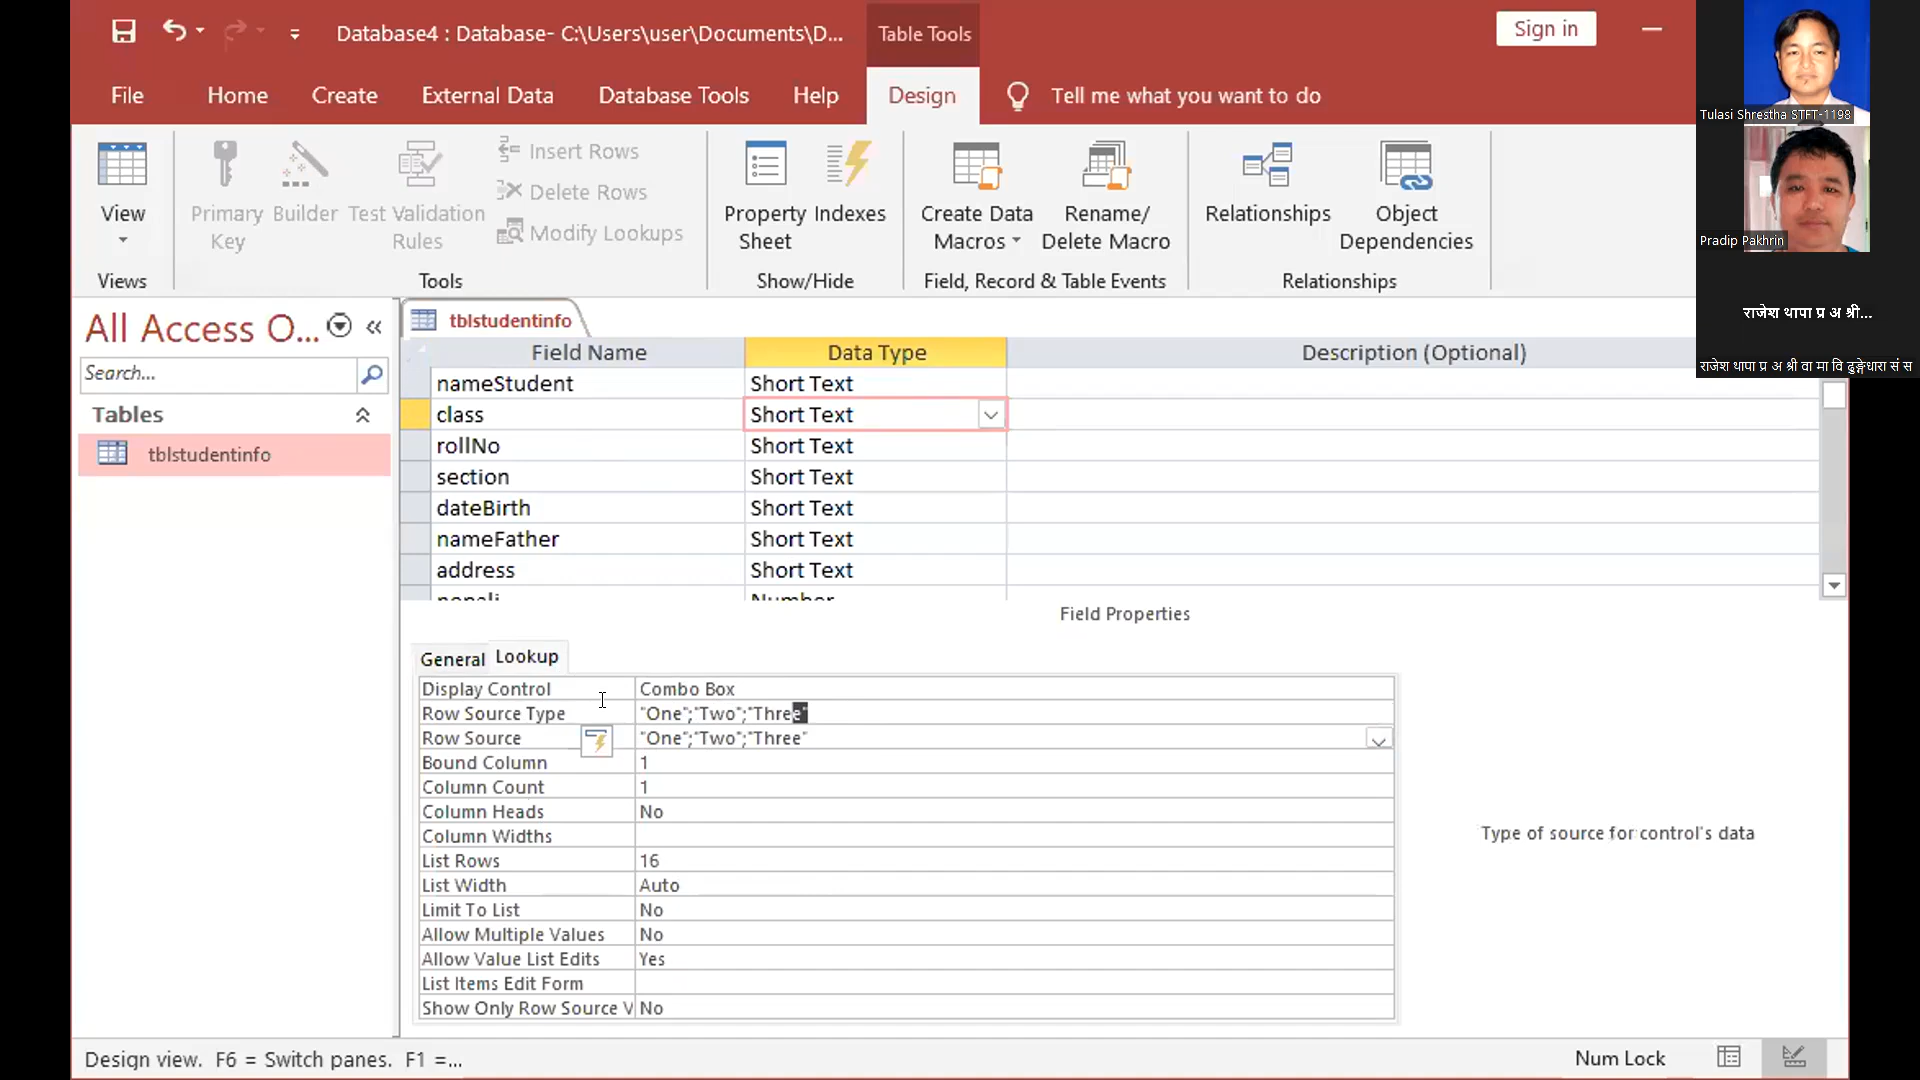 Database4 : Database- C:\Users\user\Documents\D...
Table Tools
Sign in
File
Home
Create
External Data
Database Tools
Help
Design
Tell me what you want to do
View
Primary Key
Builder
Test Validation Rules
Insert Rows
Delete Rows
Modify Lookups
Property Sheet
Indexes
Create Data Macros
Rename/ Delete Macro
Relationships
Object Dependencies
Views
Tools
Show/Hide
Field, Record & Table Events
Relationships
Tulasi Shrestha STFT-1198
Pradip Pakhrin
राजेश थापा प्र अ श्री...
राजेश थापा प्र अ श्री वा मा वि ढुङ्गेधारा सं स
All Access O...
Search...
Tables
tblstudentinfo
tblstudentinfo
Field Name Data Type Description (Optional)
nameStudent Short Text
class Short Text
rollNo Short Text
section Short Text
dateBirth Short Text
nameFather Short Text
address Short Text
nepali Number
Field Properties
General Lookup
Display Control Combo Box
Row Source Type "One";"Two";"Three"
Row Source "One";"Two";"Three"
Bound Column 1
Column Count 1
Column Heads No
Column Widths
List Rows 16
List Width Auto
Limit To List No
Allow Multiple Values No
Allow Value List Edits Yes
List Items Edit Form
Show Only Row Source V No
Type of source for control's data
Design view. F6 = Switch panes. F1 =...
Num Lock